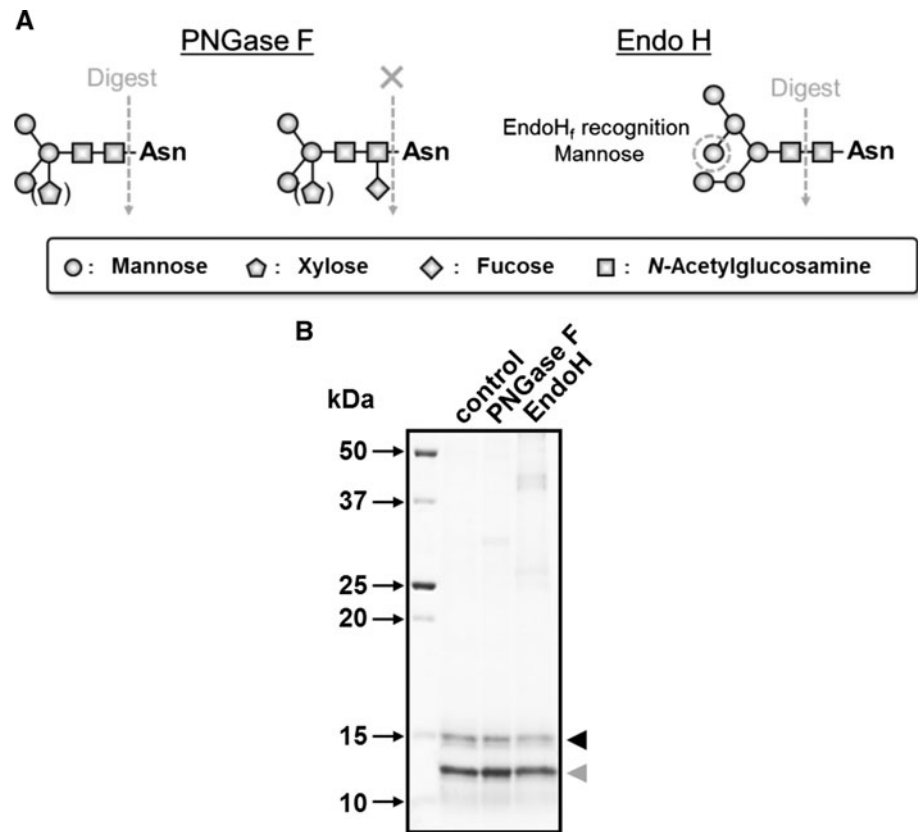 A
PNGase F
Endo H
Digest
×
Digest
EndoHf recognition
Mannose
Asn
Asn
Asn
( )
( )
: Mannose : Xylose : Fucose : N-Acetylglucosamine
B
kDa
control
PNGase F
EndoH
50
37
25
20
15
10